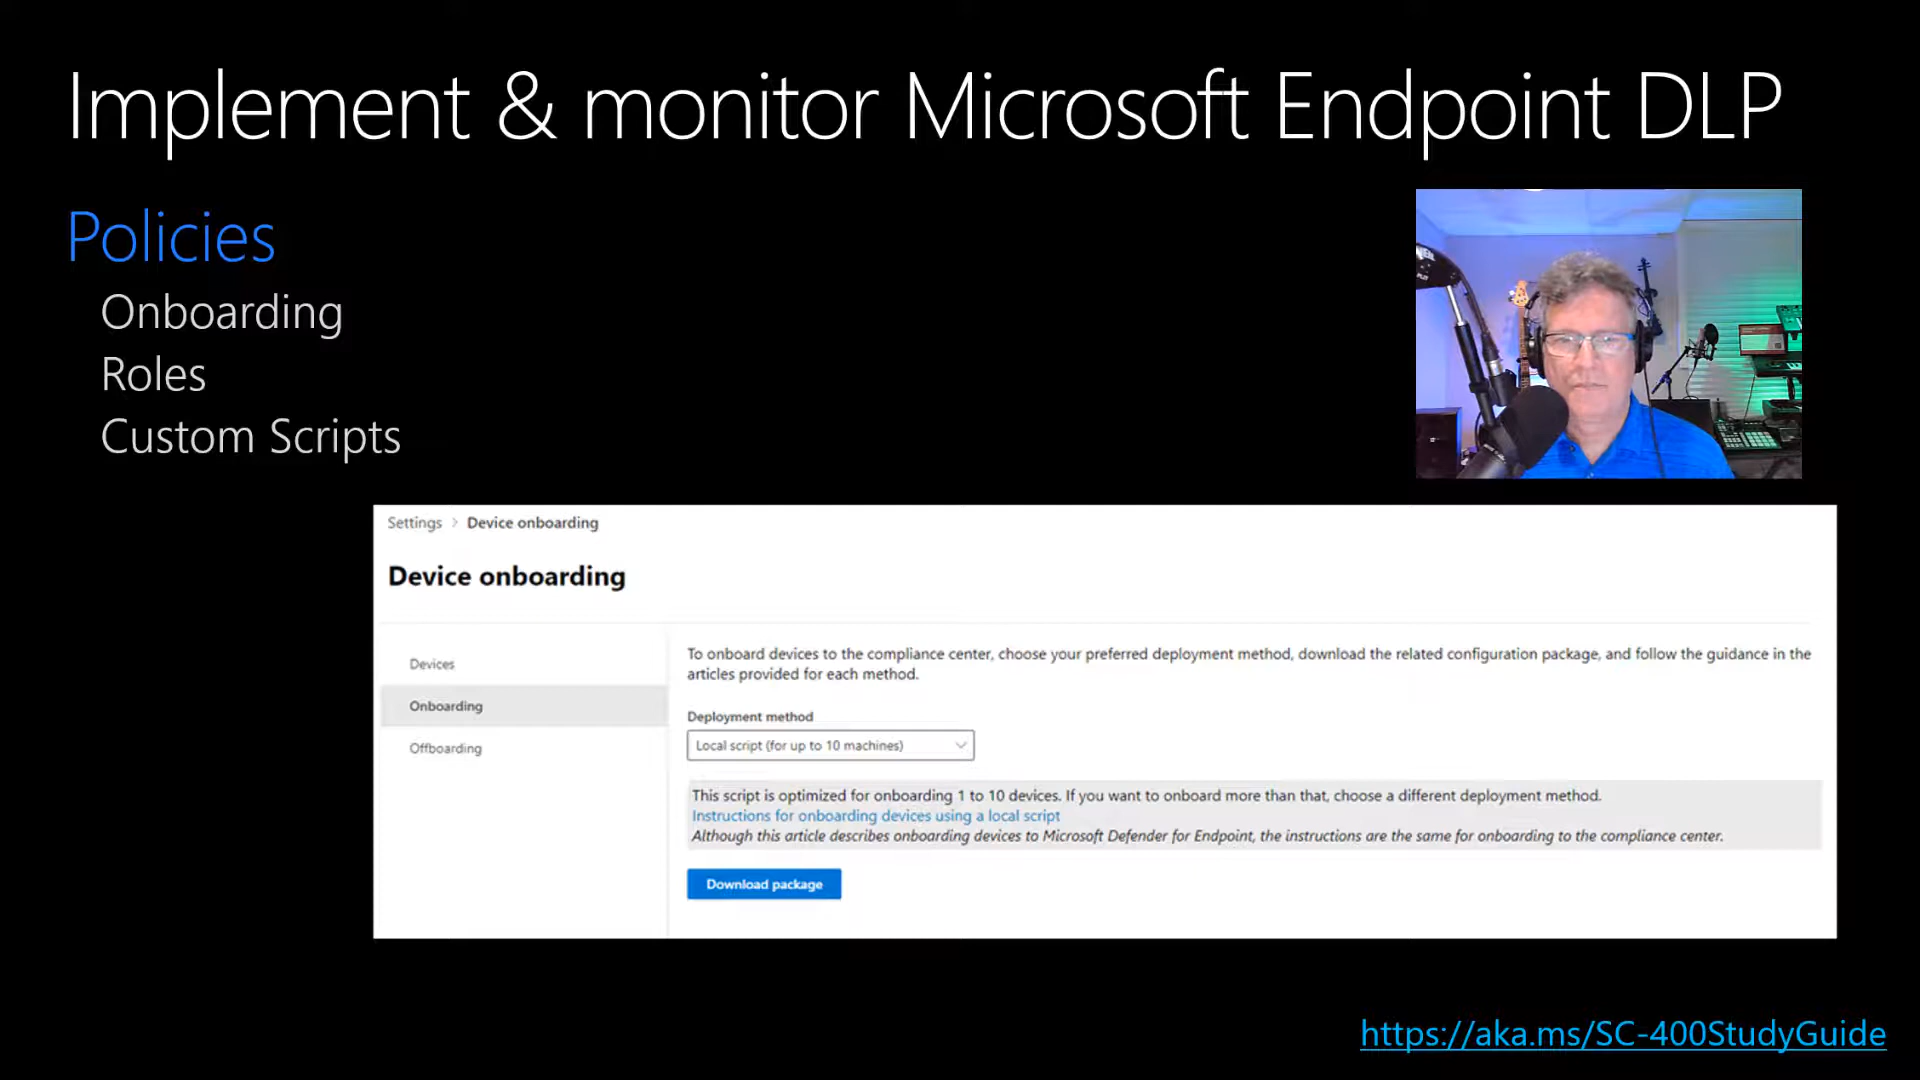 Implement & monitor Microsoft Endpoint DLP
Policies
Onboarding
Roles
Custom Scripts
Settings > Device onboarding
Device onboarding
Devices
Onboarding
Offboarding
To onboard devices to the compliance center, choose your preferred deployment method, download the related configuration package, and follow the guidance in the
articles provided for each method.
Deployment method
Local script (for up to 10 machines)
This script is optimized for onboarding 1 to 10 devices. If you want to onboard more than that, choose a different deployment method.
Instructions for onboarding devices using a local script
Although this article describes onboarding devices to Microsoft Defender for Endpoint, the instructions are the same for onboarding to the compliance center.
Download package
https://aka.ms/SC-400StudyGuide